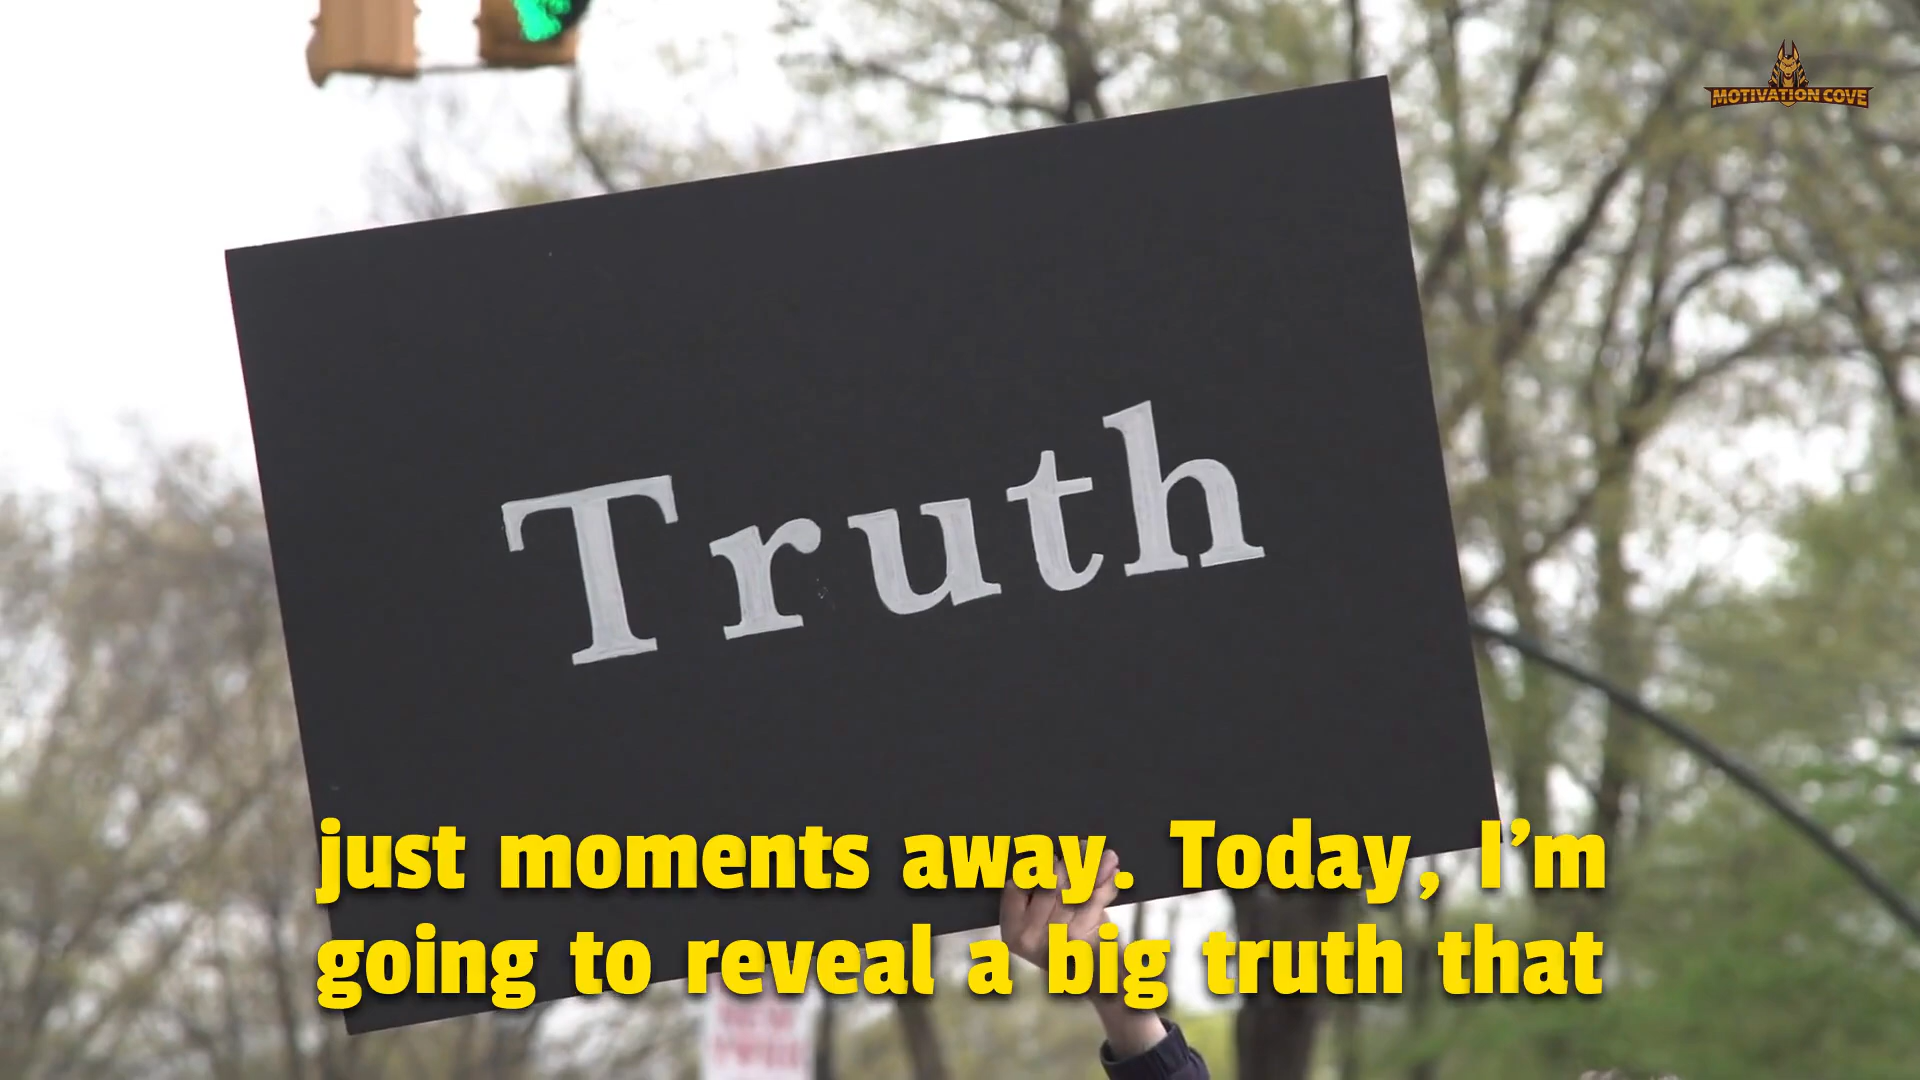 MOTIVATION COVE
Truth
just moments away. Today, I'm
going to reveal a big truth that